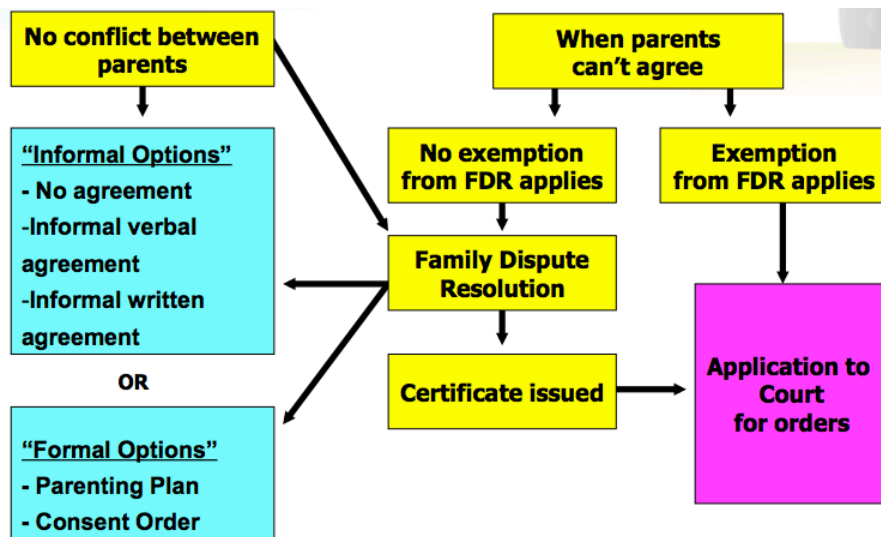 No conflict between
parents
When parents
can’t agree
“Informal Options”
- No agreement
-Informal verbal
agreement
-Informal written
agreement
OR
“Formal Options”
- Parenting Plan
- Consent Order
No exemption
from FDR applies
Exemption
from FDR applies
Family Dispute
Resolution
Certificate issued
Application to
Court
for orders